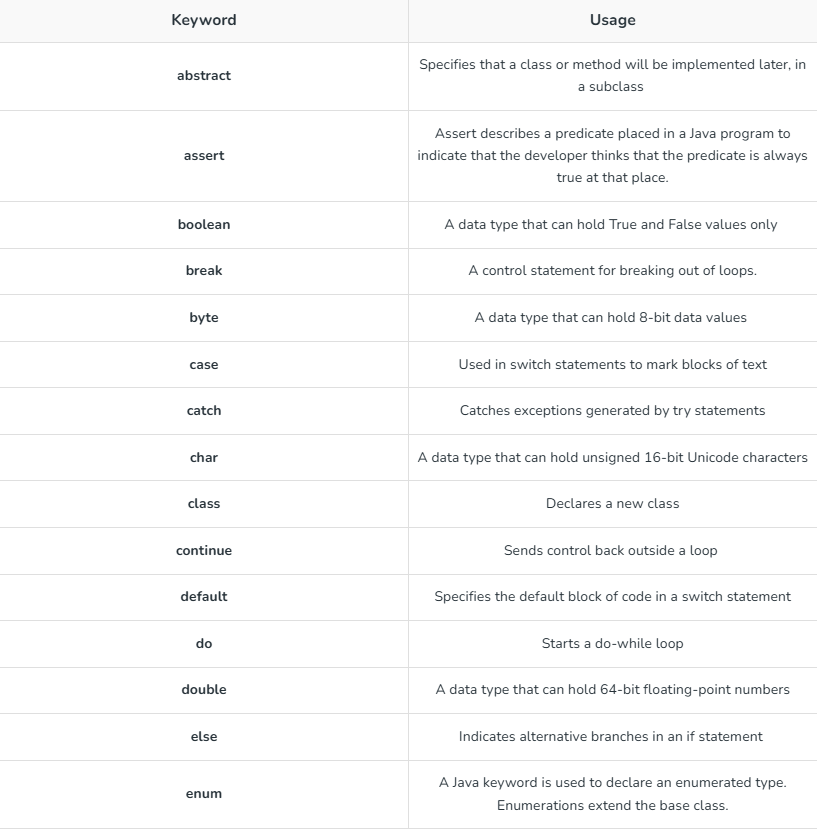 Keyword Usage
abstract
Specifies that a class or method will be implemented later, in
a subclass
assert
Assert describes a predicate placed in a Java program to
indicate that the developer thinks that the predicate is always
true at that place.
boolean A data type that can hold True and False values only
break A control statement for breaking out of loops.
byte A data type that can hold 8-bit data values
case Used in switch statements to mark blocks of text
catch Catches exceptions generated by try statements
char A data type that can hold unsigned 16-bit Unicode characters
class Declares a new class
continue Sends control back outside a loop
default Specifies the default block of code in a switch statement
do Starts a do-while loop
double A data type that can hold 64-bit floating-point numbers
else Indicates alternative branches in an if statement
enum
A Java keyword is used to declare an enumerated type.
Enumerations extend the base class.